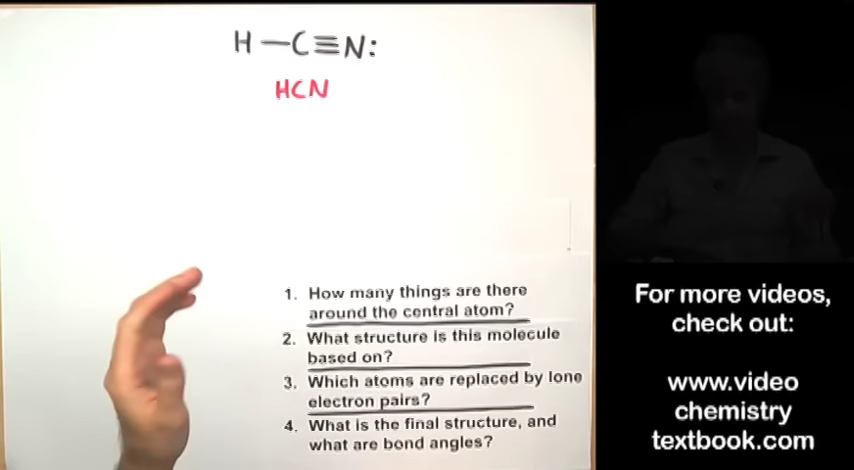 H—C≡N:
HCN
1. How many things are there
around the central atom?
2. What structure is this molecule
based on?
3. Which atoms are replaced by lone
electron pairs?
4. What is the final structure, and
what are bond angles?
For more videos,
check out:
www.video
chemistry
textbook.com